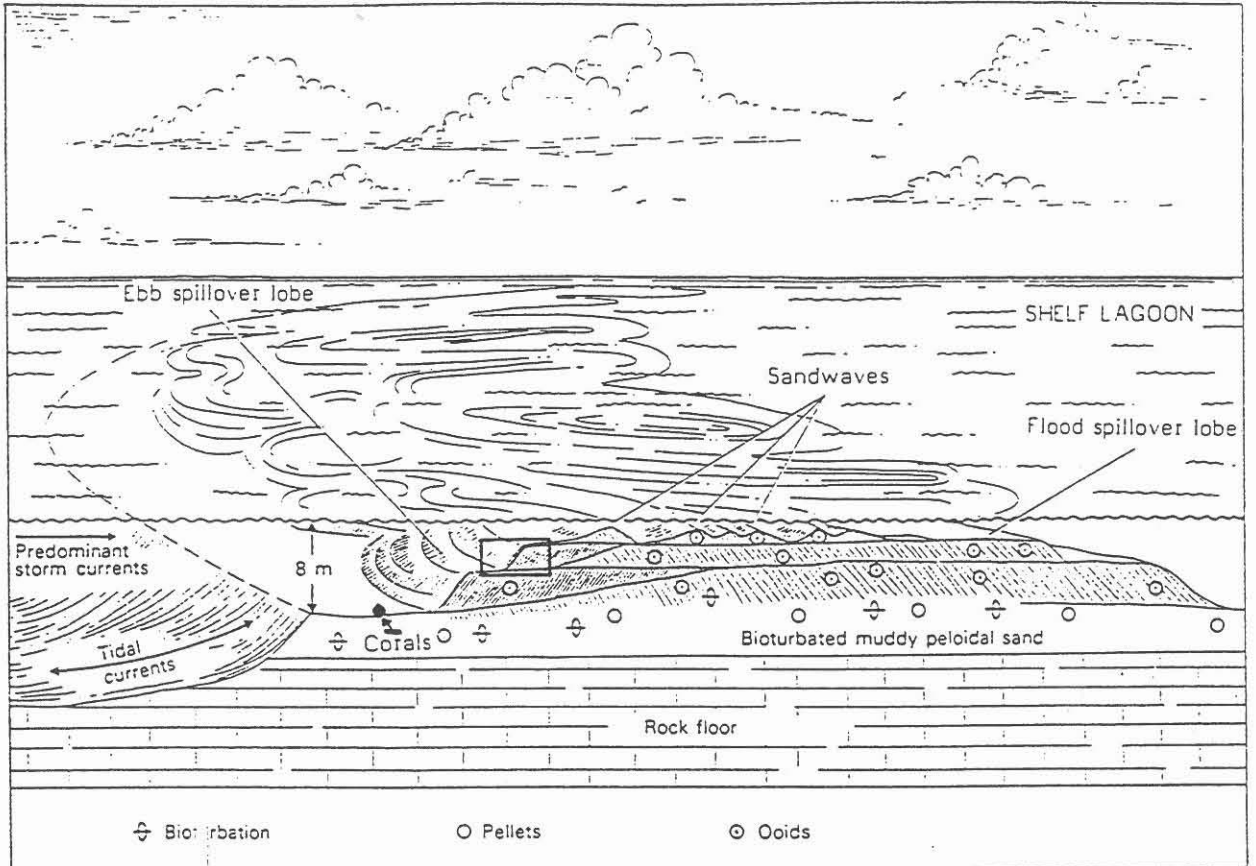 Ebb spillover lobe
SHELF LAGOON
Sandwaves
Flood spillover lobe
Predominant
storm currents
8 m
Tidal
currents
Corals
Bioturbated muddy peloidal sand
Rock floor
Bioturbation
Pellets
Ooids